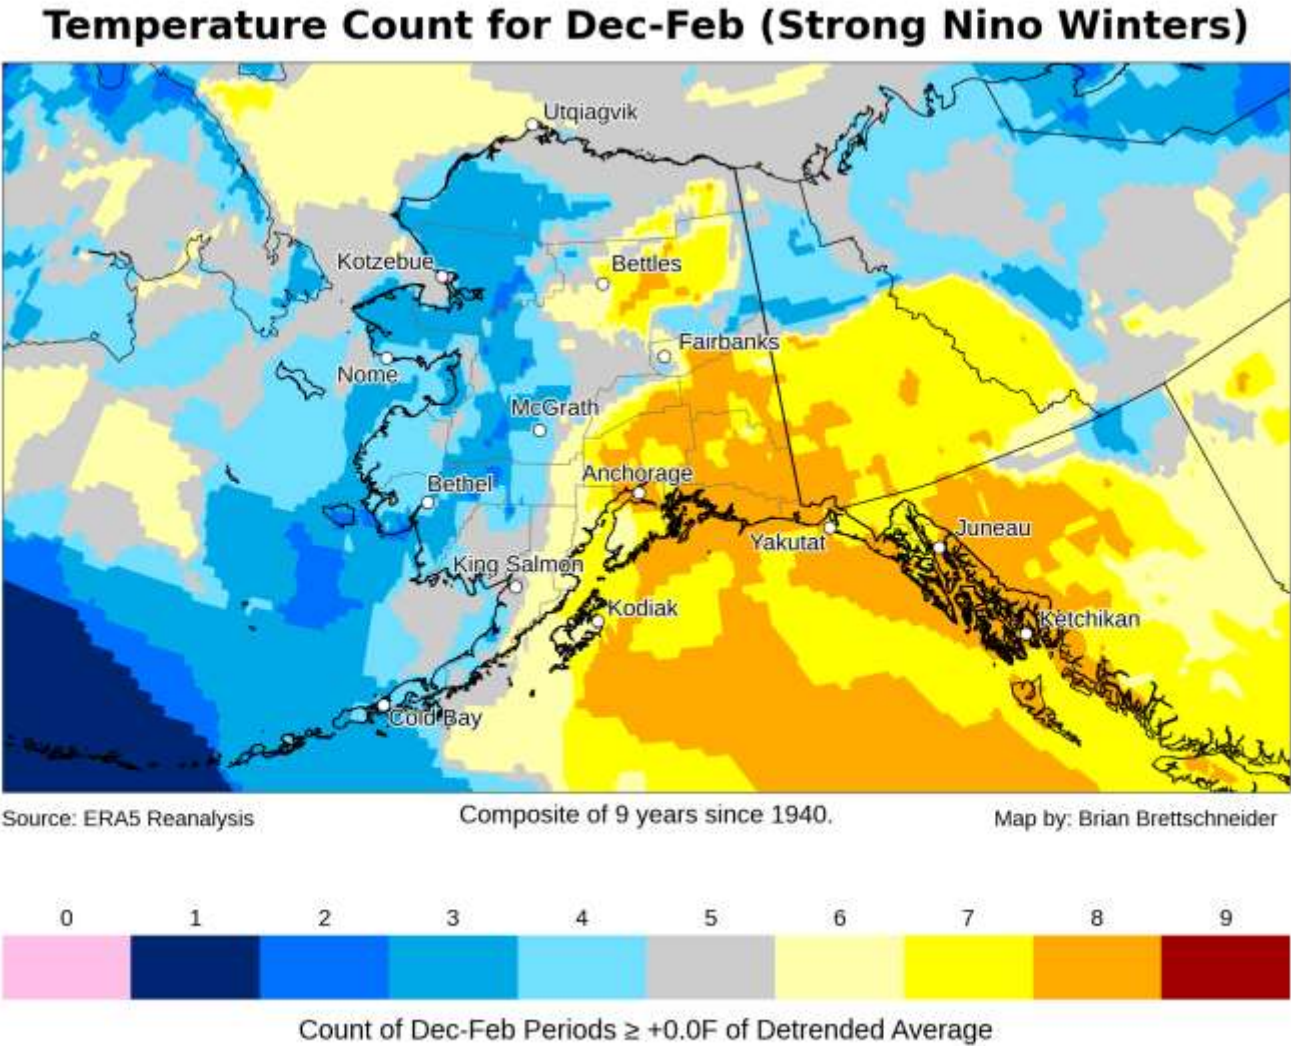 Temperature Count for Dec-Feb (Strong Nino Winters)
Utqiagvik
Kotzebue
Bettles
Fairbanks
Nome
McGrath
Anchorage
Bethel
Juneau
Yakutat
King Salmon
Kodiak
Ketchikan
Cold Bay
Source: ERA5 Reanalysis
Composite of 9 years since 1940.
Map by: Brian Brettschneider
0 1 2 3 4 5 6 7 8 9
Count of Dec-Feb Periods ≥ +0.0F of Detrended Average